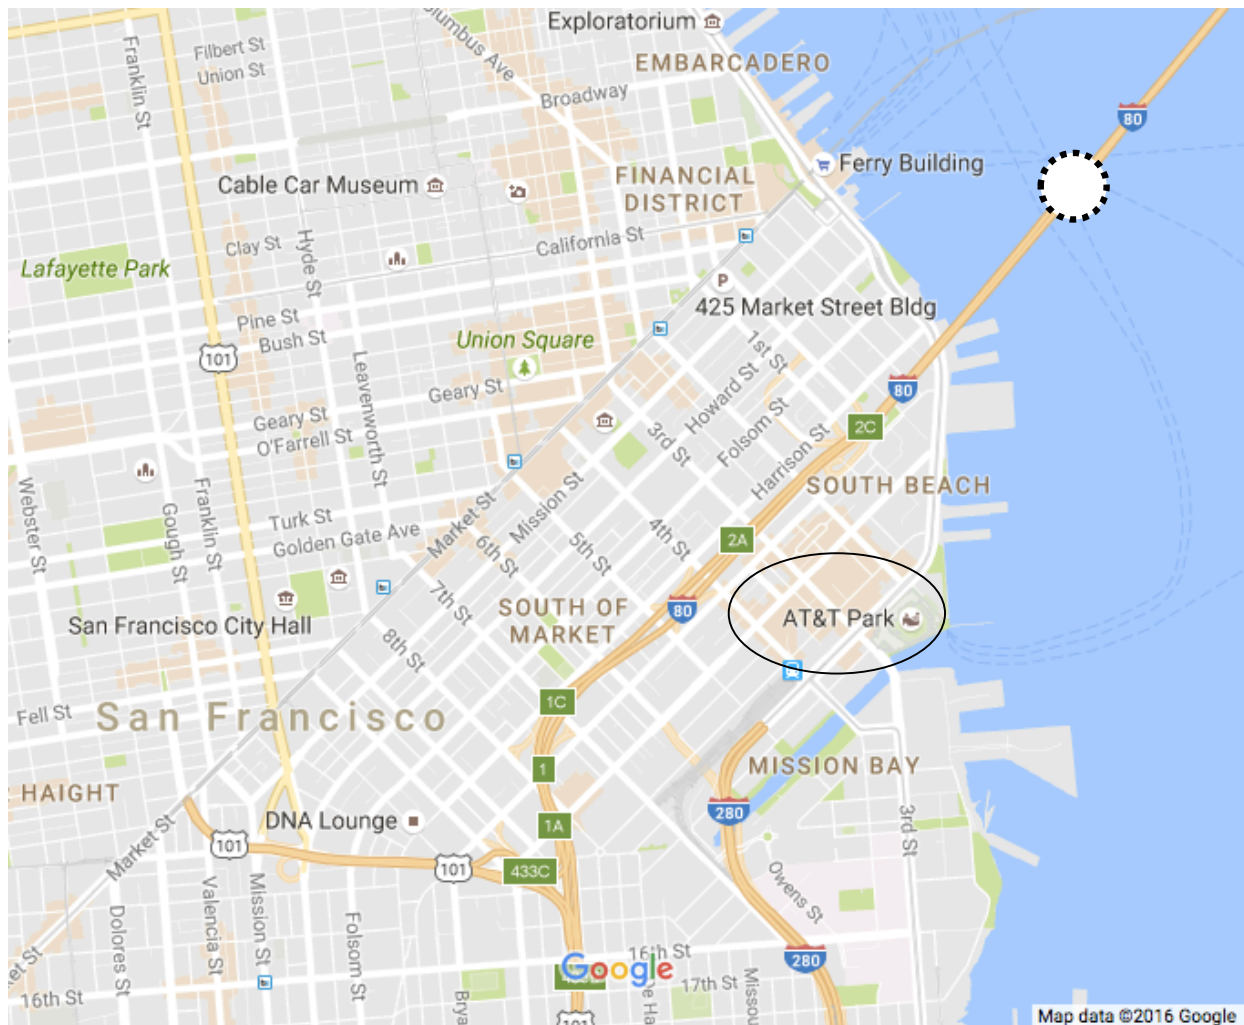 Exploratorium
Columbus Ave
EMBARCADERO
Filbert St
Union St
Franklin St
Broadway
80
Ferry Building
FINANCIAL
DISTRICT
Cable Car Museum
California St
Clay St
Hyde St
Lafayette Park
P
425 Market Street Bldg
Pine St
Bush St
101
Union Square
1st St
Leavenworth St
Geary St
Howard St
80
Geary St
O'Farrell St
3rd St
Folsom St
2C
Harrison St
SOUTH BEACH
Webster St
Gough St
Franklin St
Turk St
Golden Gate Ave
Market St
Mission St
6th St
5th St
4th St
2A
7th St
SOUTH OF
MARKET
80
AT&T Park
San Francisco City Hall
8th St
1C
Fell St
San Francisco
HAIGHT
1
MISSION BAY
280
3rd St
DNA Lounge
1A
Market St
101
101
433C
Owens St
Dolores St
Valencia St
Mission St
Folsom St
16th St
280
Google
17th St
16th St
101
Map data ©2016 Google